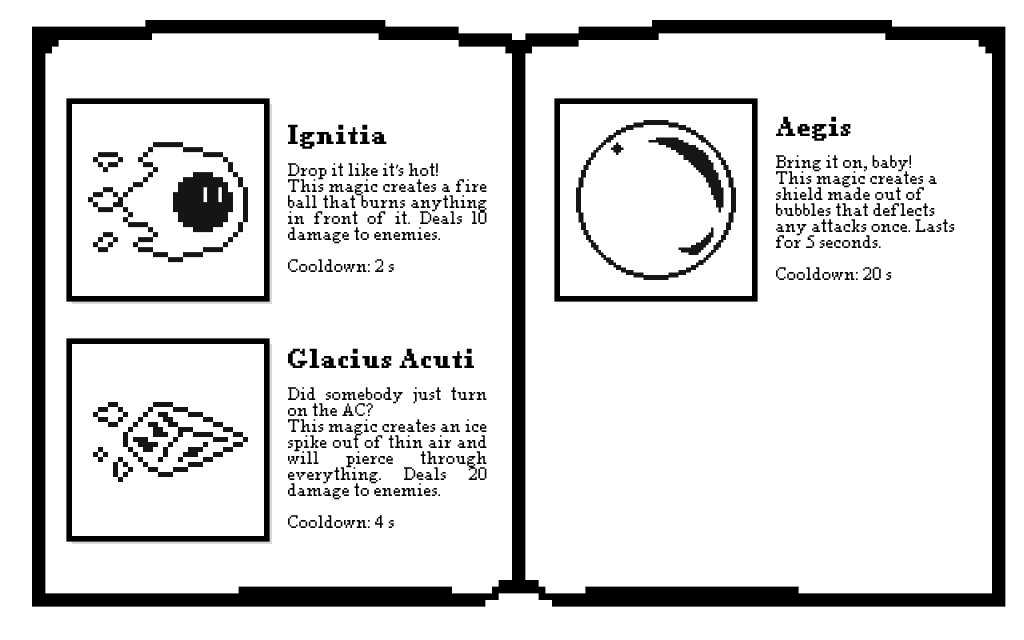 Ignitia
Drop it like it's hot!
This magic creates a fire
ball that burns anything
in front of it. Deals 10
damage to enemies.
Cooldown: 2 s
Glacius Acuti
Did somebody just turn
on the AC?
This magic creates an ice
spike out of thin air and
will pierce through
everything. Deals 20
damage to enemies.
Cooldown: 4 s
Aegis
Bring it on, baby!
This magic creates a
shield made out of
bubbles that deflects
any attacks once. Lasts
for 5 seconds.
Cooldown: 20 s